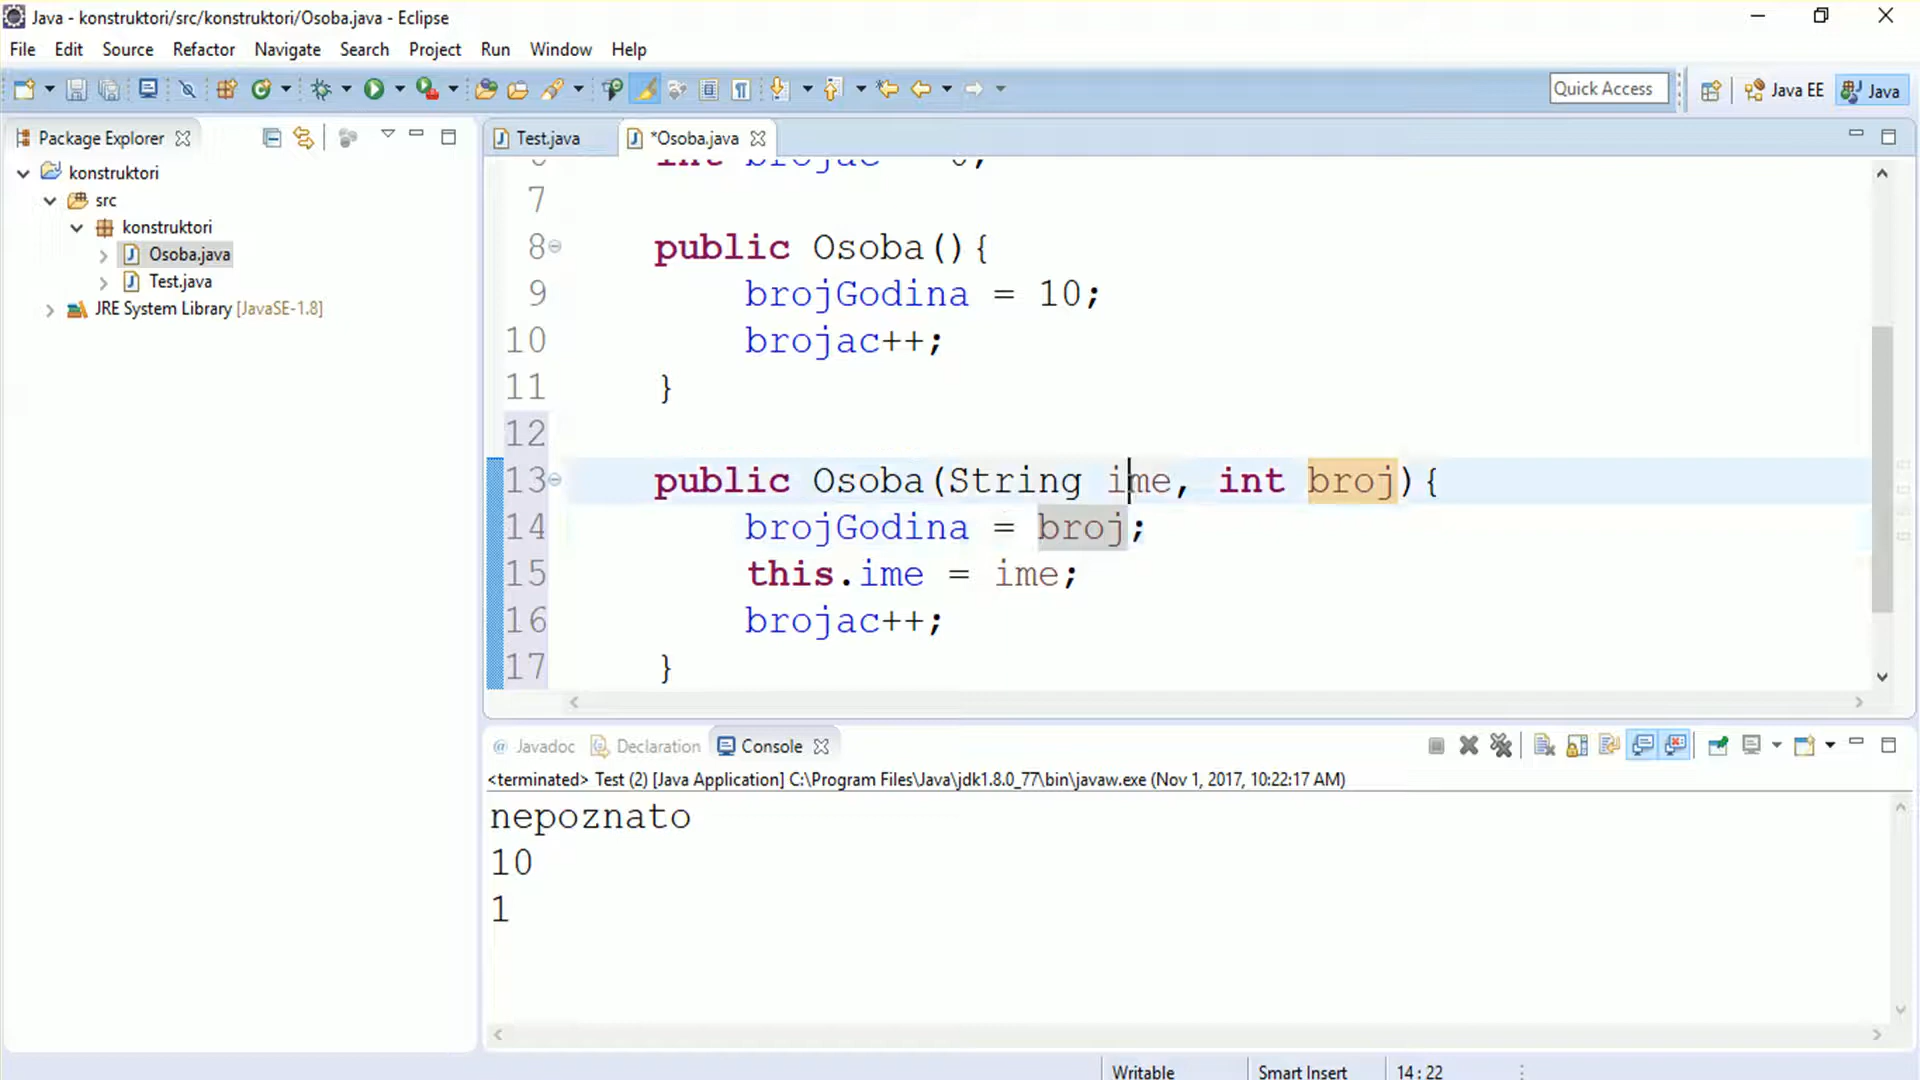 Java - konstruktori/src/konstruktori/Osoba.java - Eclipse
File Edit Source Refactor Navigate Search Project Run Window Help
Quick Access Java EE Java
Package Explorer
Test.java *Osoba.java
konstruktori
src
konstruktori
Osoba.java
Test.java
JRE System Library [JavaSE-1.8]
6 int brojac = 0;
7
8 public Osoba(){
9 brojGodina = 10;
10 brojac++;
11 }
12
13 public Osoba(String ime, int broj){
14 brojGodina = broj;
15 this.ime = ime;
16 brojac++;
17 }
@ Javadoc Declaration Console
<terminated> Test (2) [Java Application] C:\Program Files\Java\jdk1.8.0_77\bin\javaw.exe (Nov 1, 2017, 10:22:17 AM)
nepoznato
10
1
Writable Smart Insert 14 : 22